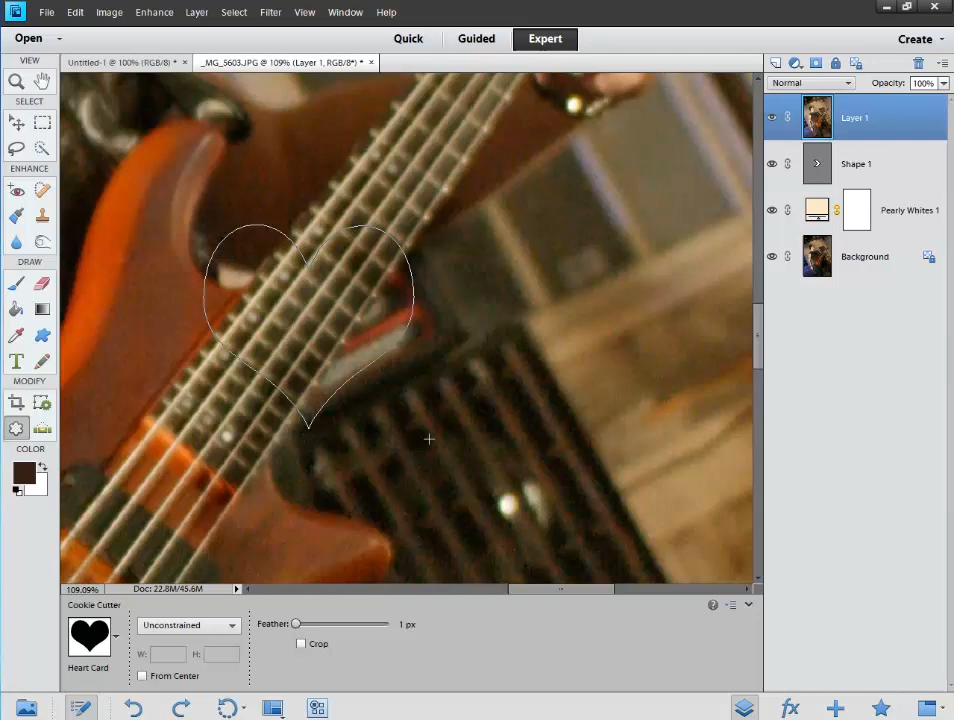 File Edit Image Enhance Layer Select Filter View Window Help
Open Quick Guided Expert Create
VIEW Untitled-1 @ 100% (RGB/8) * × _MG_5603.JPG @ 109% (Layer 1, RGB/8*) * ×
Normal Opacity: 100%
SELECT
Layer 1
Shape 1
ENHANCE
Pearly Whites 1
DRAW
Background
T
MODIFY
COLOR
109.09% Doc: 22.8M/45.6M
Cookie Cutter
Unconstrained Feather: 1 px
W: H: Crop
Heart Card From Center
fx